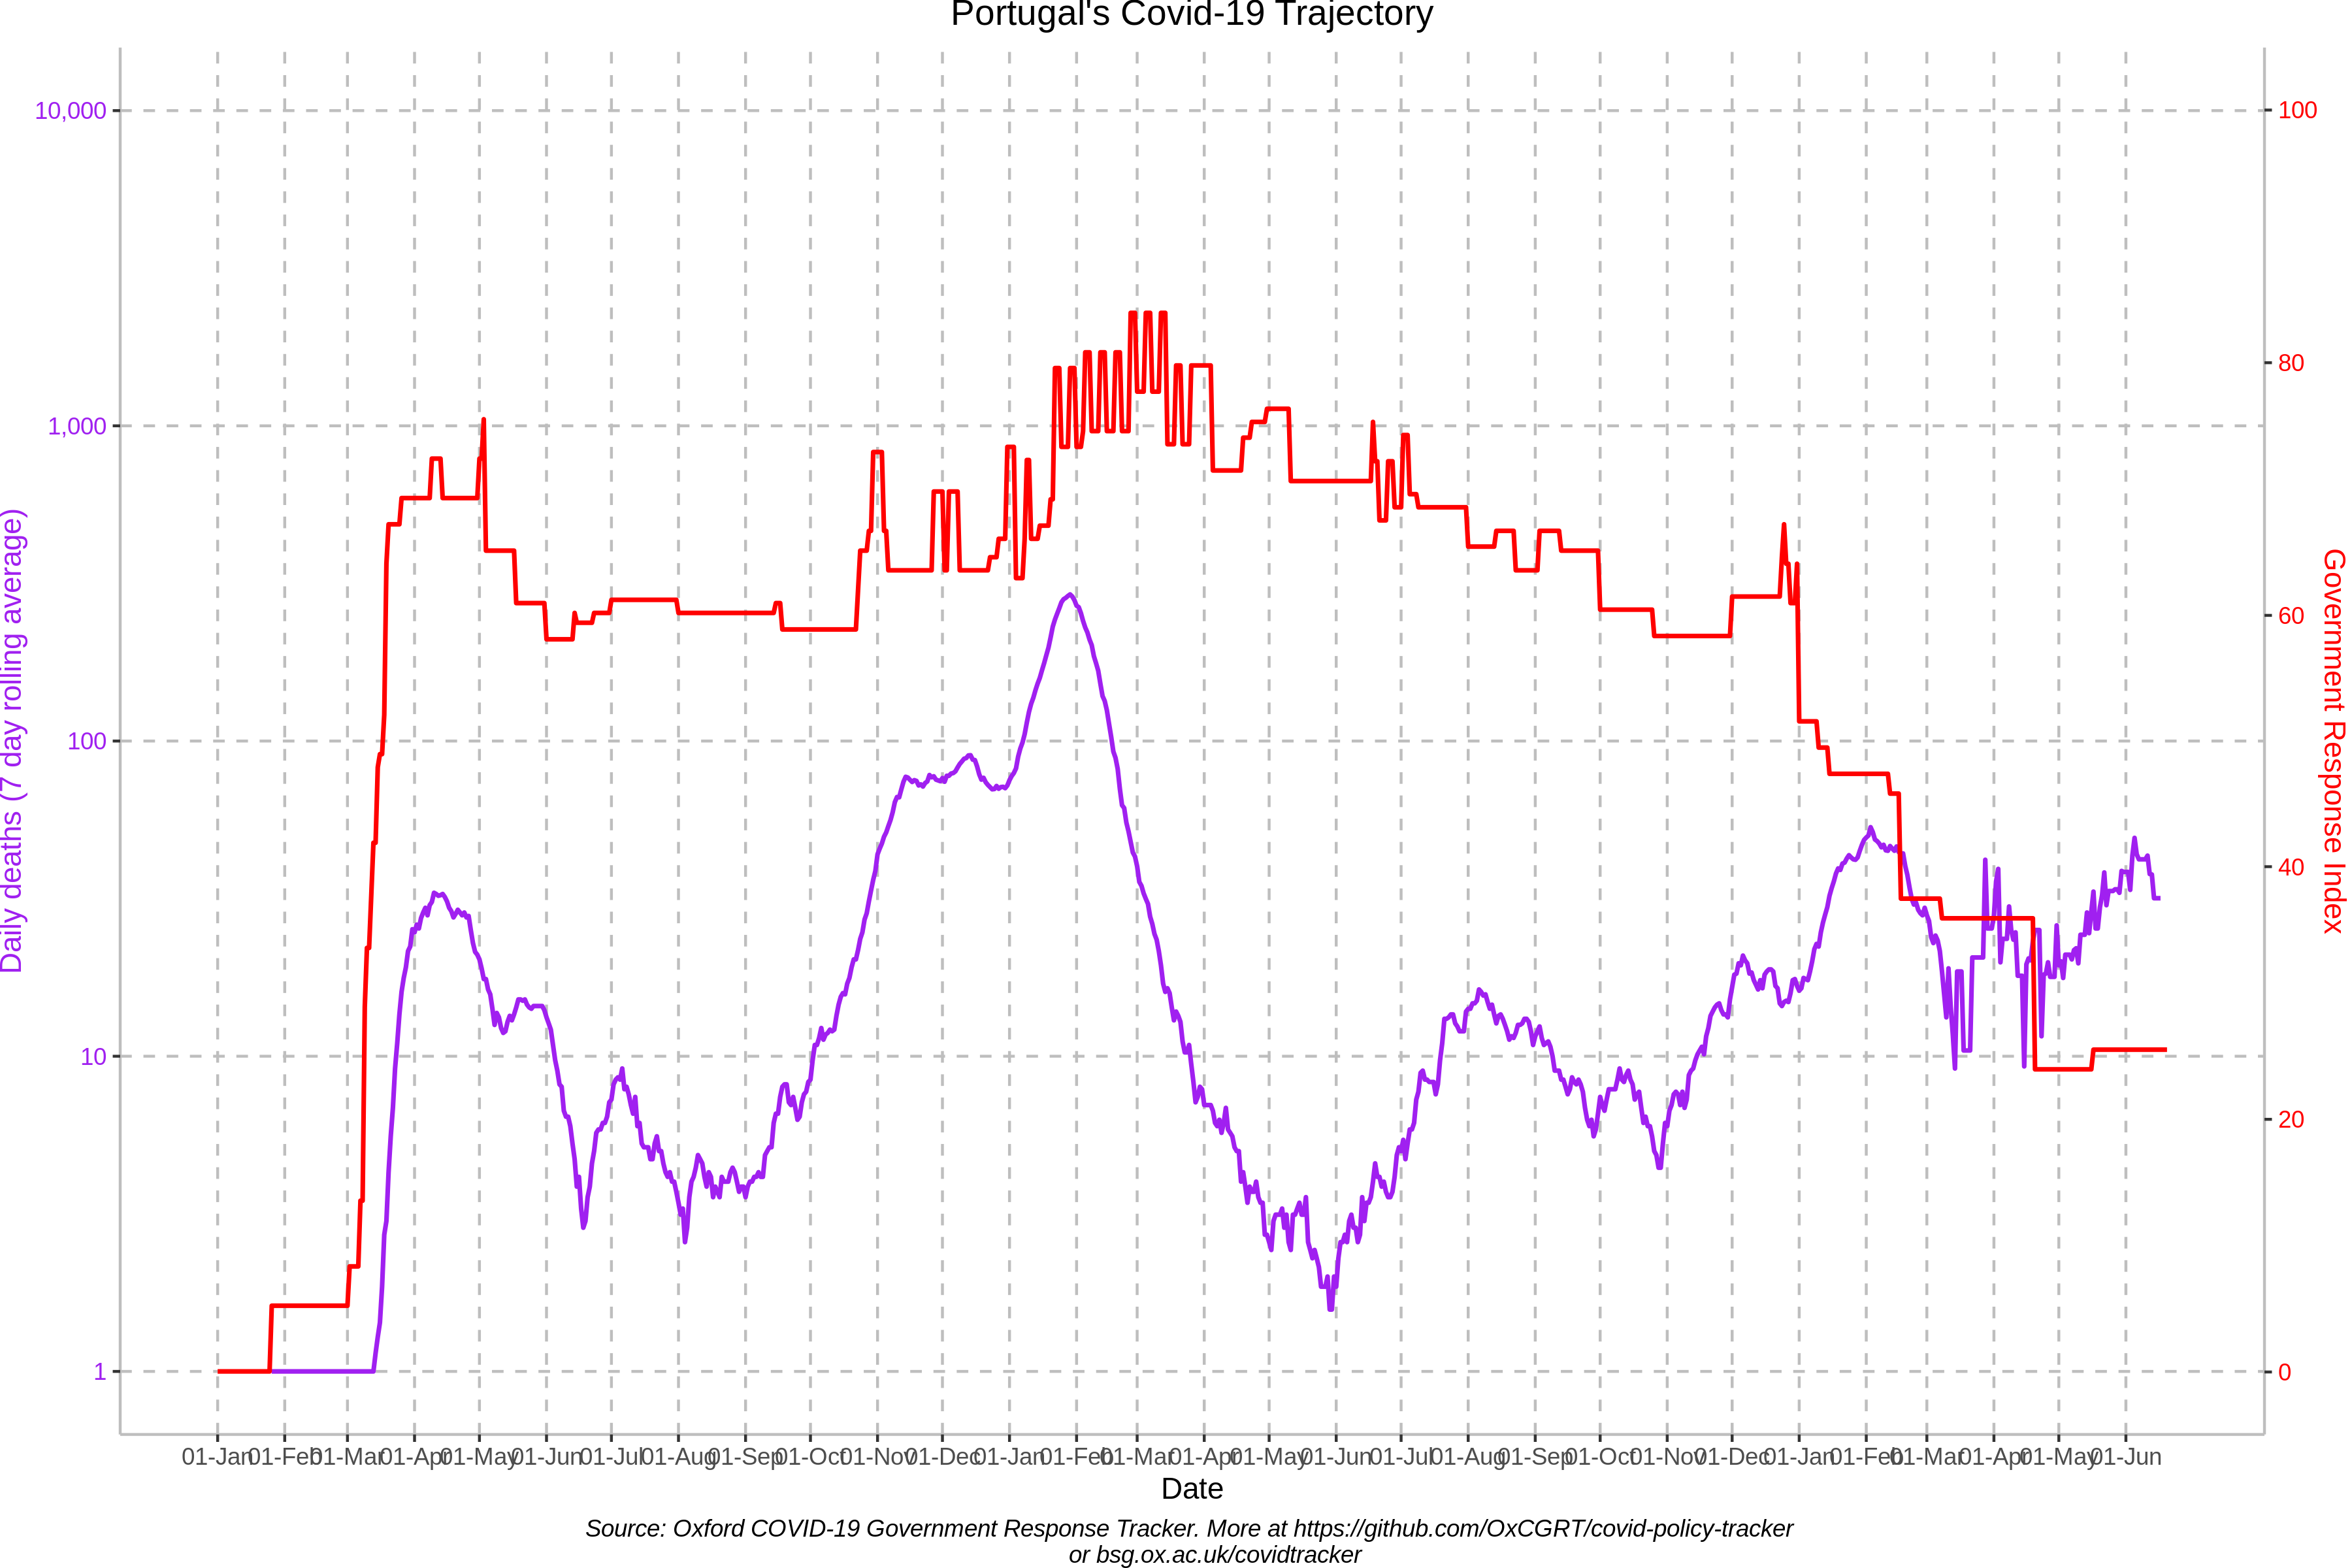 Portugal's Covid-19 Trajectory
10,000
1,000
100
10
1
Daily deaths (7 day rolling average)
100
80
60
40
20
0
Government Response Index
01-Jan 01-Feb 01-Mar 01-Apr 01-May 01-Jun 01-Jul 01-Aug 01-Sep 01-Oct 01-Nov 01-Dec 01-Jan 01-Feb 01-Mar 01-Apr 01-May 01-Jun 01-Jul 01-Aug 01-Sep 01-Oct 01-Nov 01-Dec 01-Jan 01-Feb 01-Mar 01-Apr 01-May 01-Jun
Date
Source: Oxford COVID-19 Government Response Tracker. More at https://github.com/OxCGRT/covid-policy-tracker
or bsg.ox.ac.uk/covidtracker